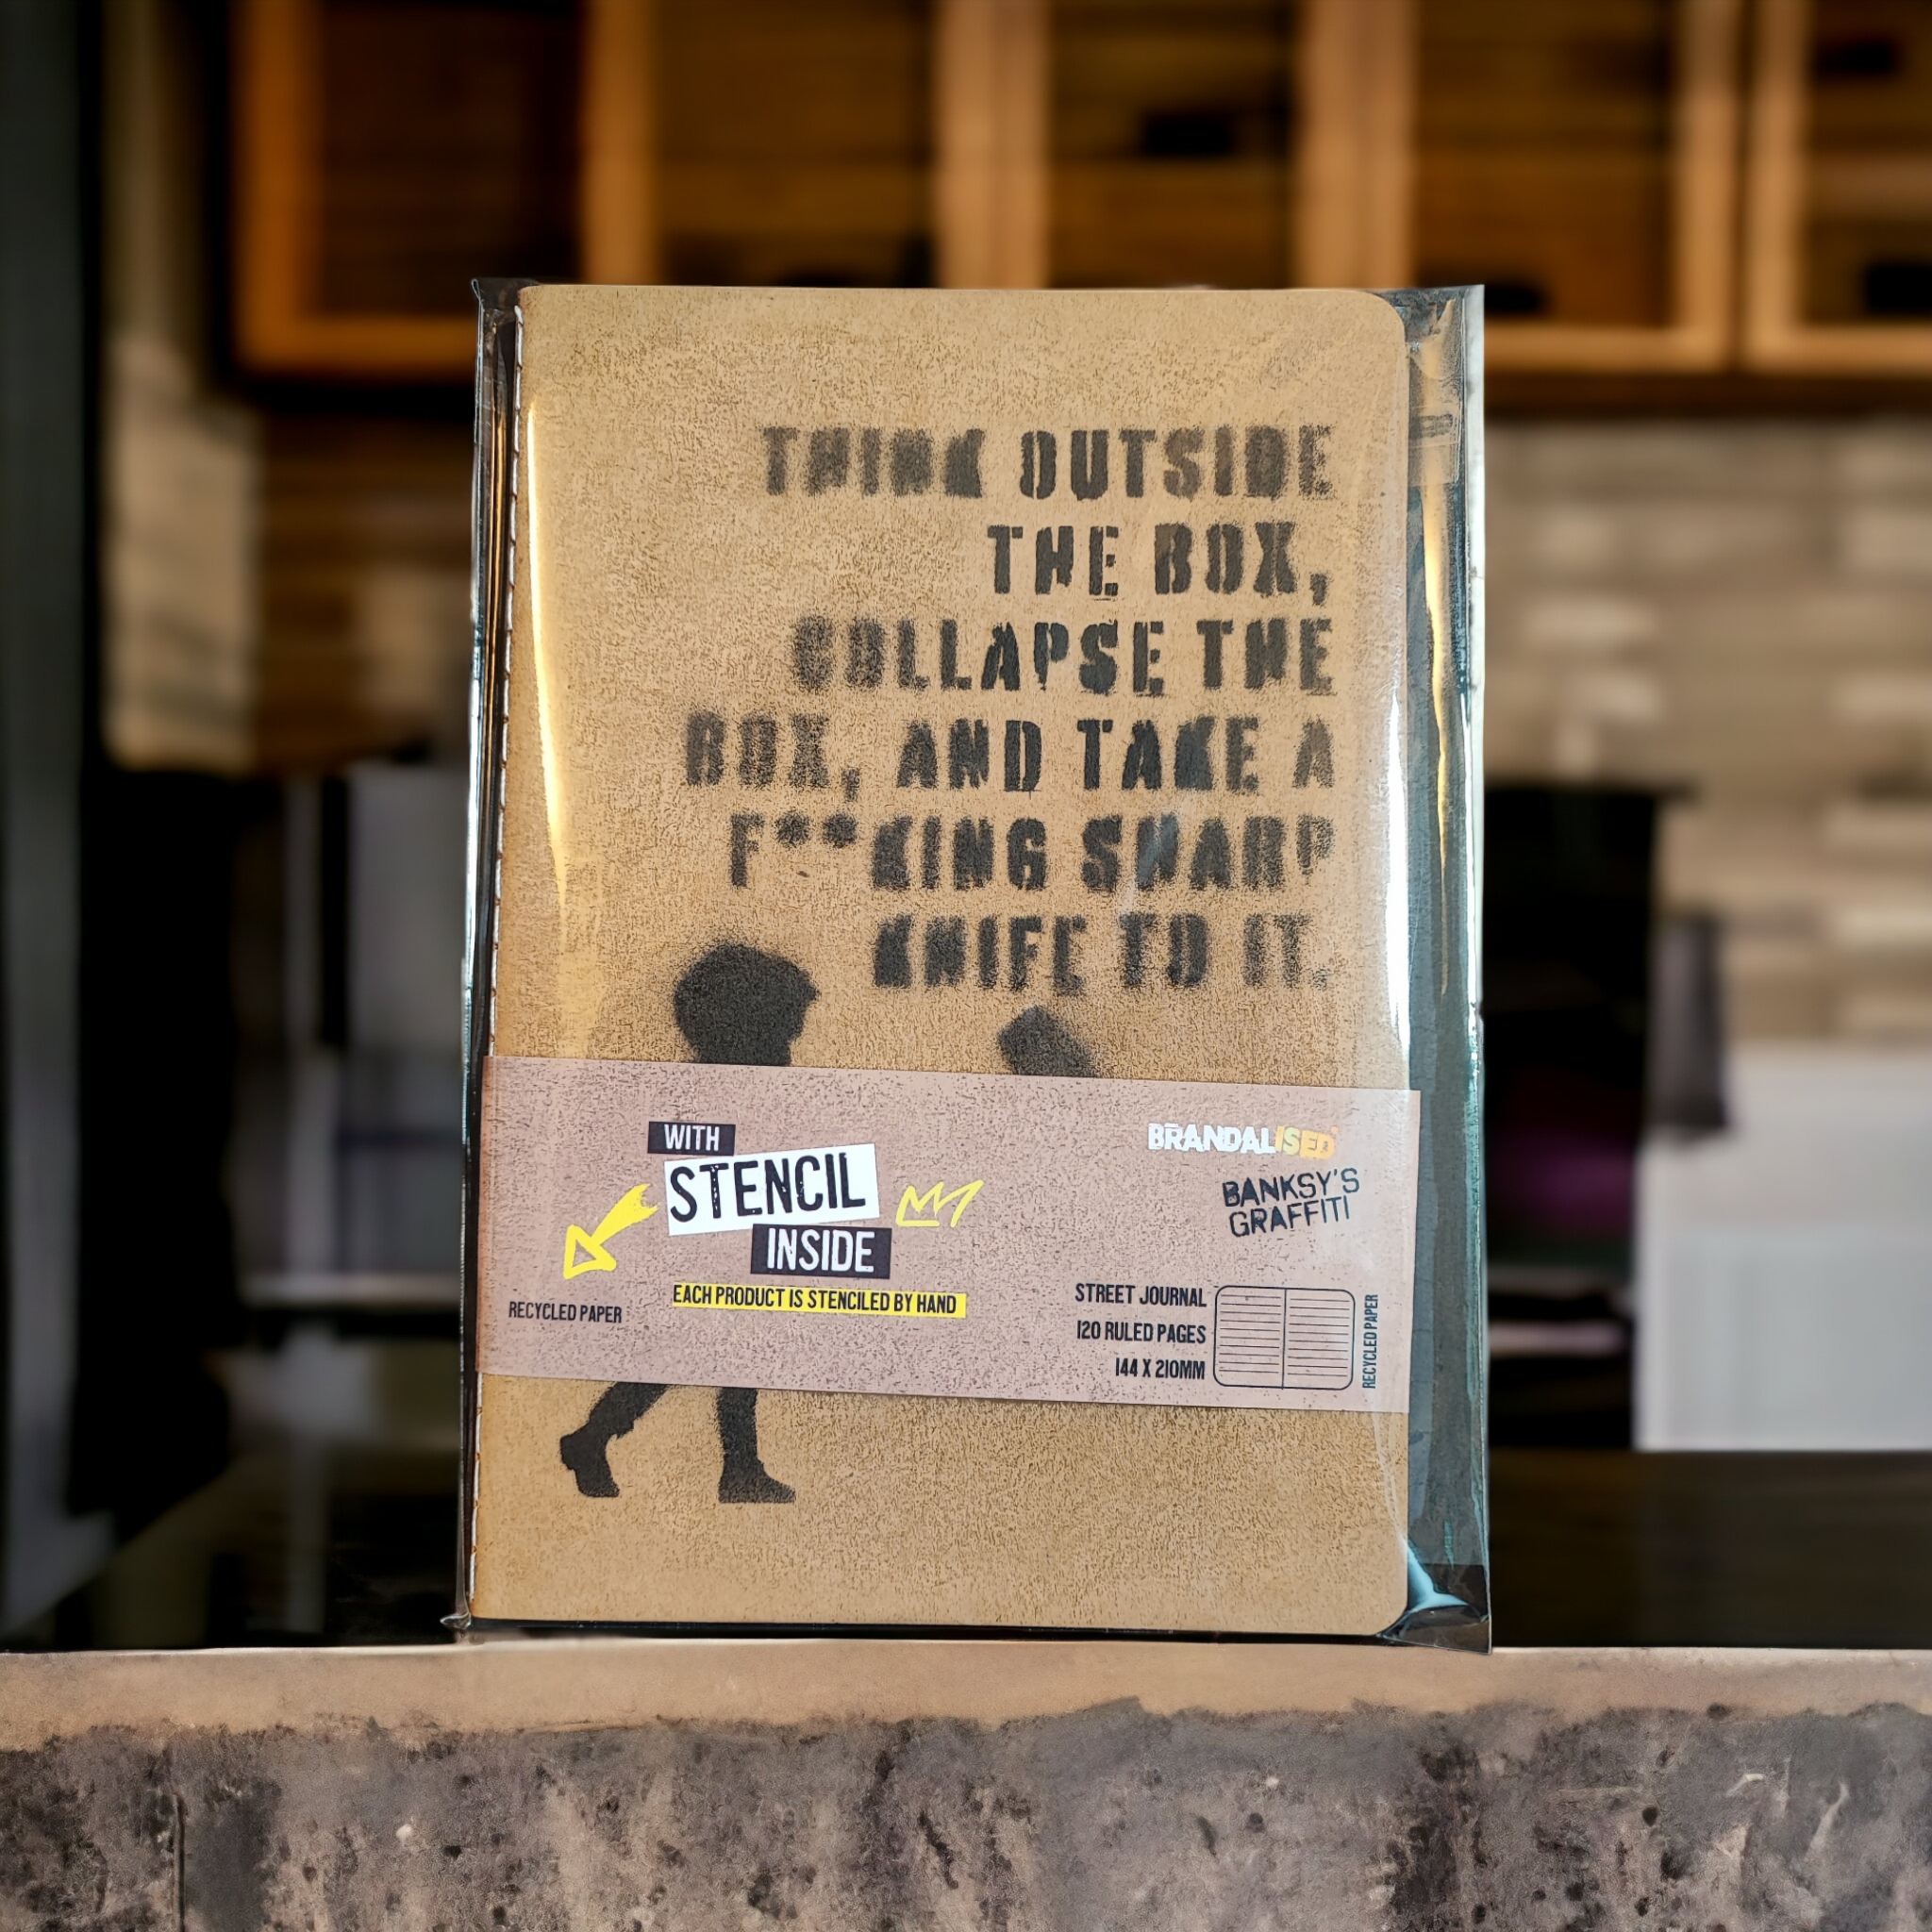 THINK OUTSIDE
THE BOX,
COLLAPSE THE
BOX, AND TAKE A
F**KING SHARP
KNIFE TO IT.
WITH
STENCIL
INSIDE
EACH PRODUCT IS STENCILED BY HAND
RECYCLED PAPER
BRANDALISED
BANKSY'S
GRAFFITI
STREET JOURNAL
120 RULED PAGES
144 X 210MM
RECYCLED PAPER